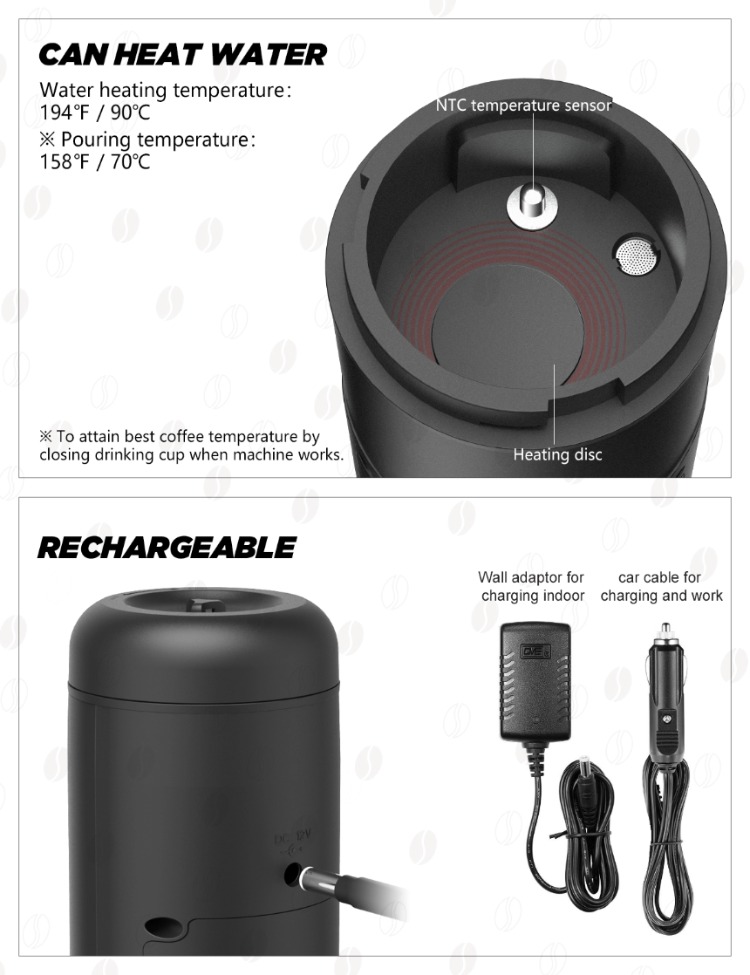 CAN HEAT WATER
Water heating temperature:
194°F / 90℃
※ Pouring temperature:
158°F / 70℃
NTC temperature sensor
※ To attain best coffee temperature by
closing drinking cup when machine works.
Heating disc
RECHARGEABLE
Wall adaptor for
charging indoor
car cable for
charging and work
DC 12V